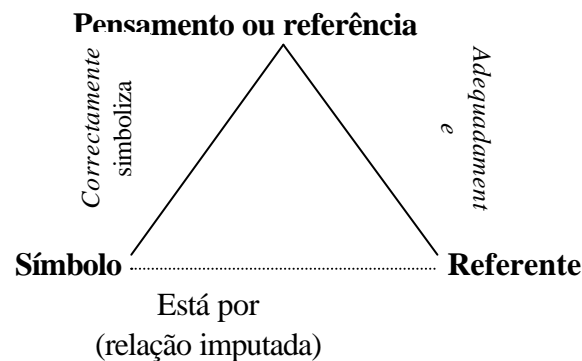 Pensamento ou referência
Correctamente
simboliza
Adequadament
e
Símbolo
Referente
Está por
(relação imputada)